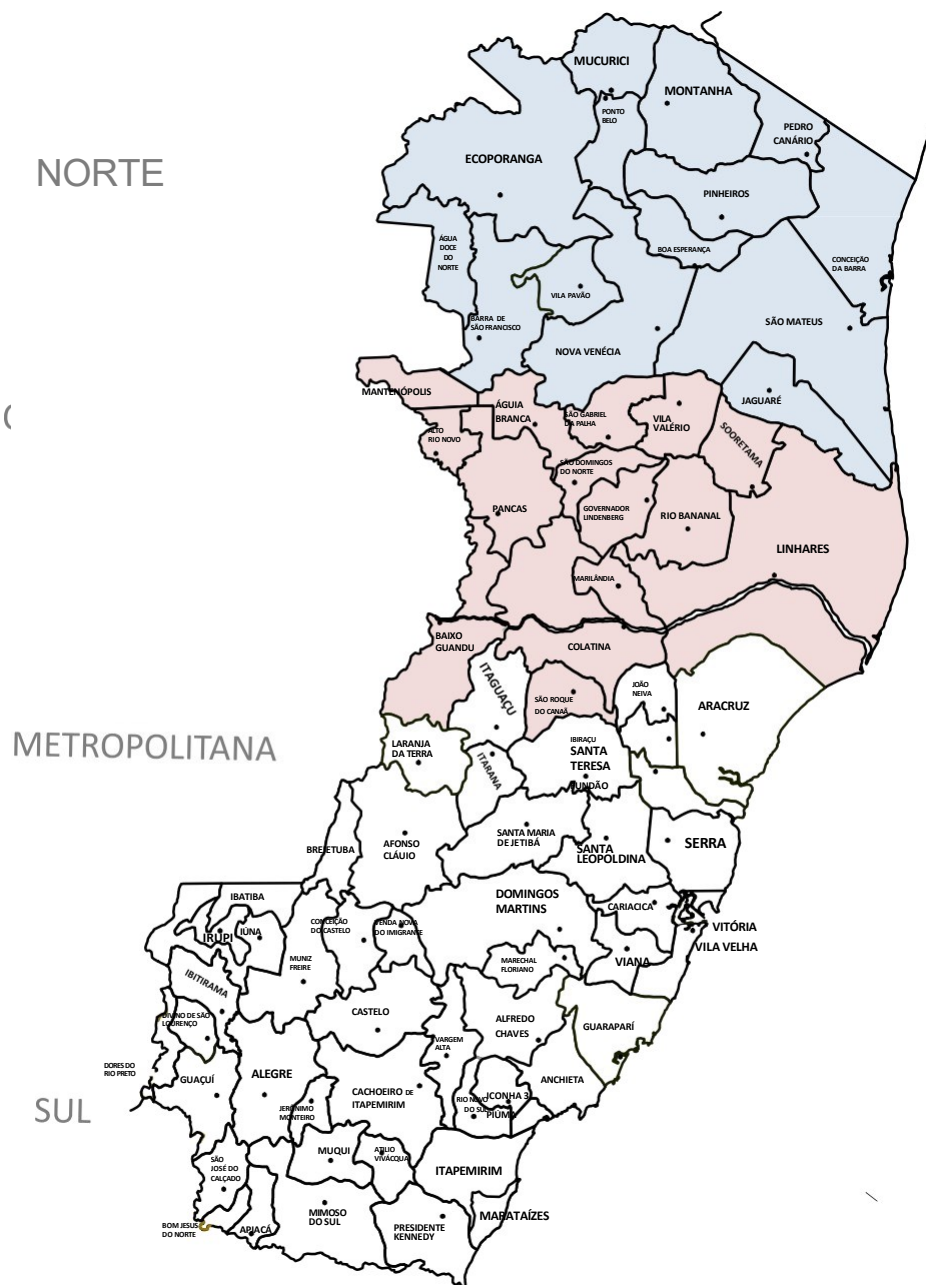 MUCURICI
MONTANHA
PONTO
BELO
PEDRO
CANÁRIO
ECOPORANGA
NORTE
PINHEIROS
ÁGUA
DOCE
DO
NORTE
BOA ESPERANÇA
CONCEIÇÃO
DA BARRA
VILA PAVÃO
BARRA DE
SÃO FRANCISCO
SÃO MATEUS
NOVA VENÉCIA
MANTENÓPOLIS
JAGUARÉ
ÁGUIA
BRANCA
SÃO GABRIEL
DA PALHA
VILA
VALÉRIO
ALTO
RIO NOVO
SOORETAMA
SÃO DOMINGOS
DO NORTE
PANCAS
GOVERNADOR
LINDENBERG
RIO BANANAL
LINHARES
MARILÂNDIA
BAIXO
GUANDU
COLATINA
ITAGUAÇU
JOÃO
NEIVA
SÃO ROQUE
DO CANAÃ
ARACRUZ
METROPOLITANA
LARANJA
DA TERRA
IBIRAÇU
SANTA
TERESA
ITARANA
FUNDÃO
BREJETUBA
AFONSO
CLÁUIO
SANTA MARIA
DE JETIBÁ
SANTA
LEOPOLDINA
SERRA
IBATIBA
DOMINGOS
MARTINS
CARIACICA
CONCEIÇÃO
DO CASTELO
VENDA NOVA
DO IMIGRANTE
IRUPI
IÚNA
VITÓRIA
VILA VELHA
MUNIZ
FREIRE
MARECHAL
FLORIANO
VIANA
IBITIRAMA
CASTELO
DIVINO DE SÃO
LOURENÇO
ALFREDO
CHAVES
GUARAPARÍ
VARGEM
ALTA
DORES DO
RIO PRETO
GUAÇUÍ
ALEGRE
CACHOEIRO DE
ITAPEMIRIM
ANCHIETA
JERÔNIMO
MONTEIRO
RIO NOVO
DO SUL
ICONHA 3
PIÚMA
SUL
SÃO
JOSÉ DO
CALÇADO
MUQUI
ATILIO
VIVÁCQUA
ITAPEMIRIM
BOM JESUS
DO NORTE
APIACÁ
MIMOSO
DO SUL
PRESIDENTE
KENNEDY
MARATAÍZES